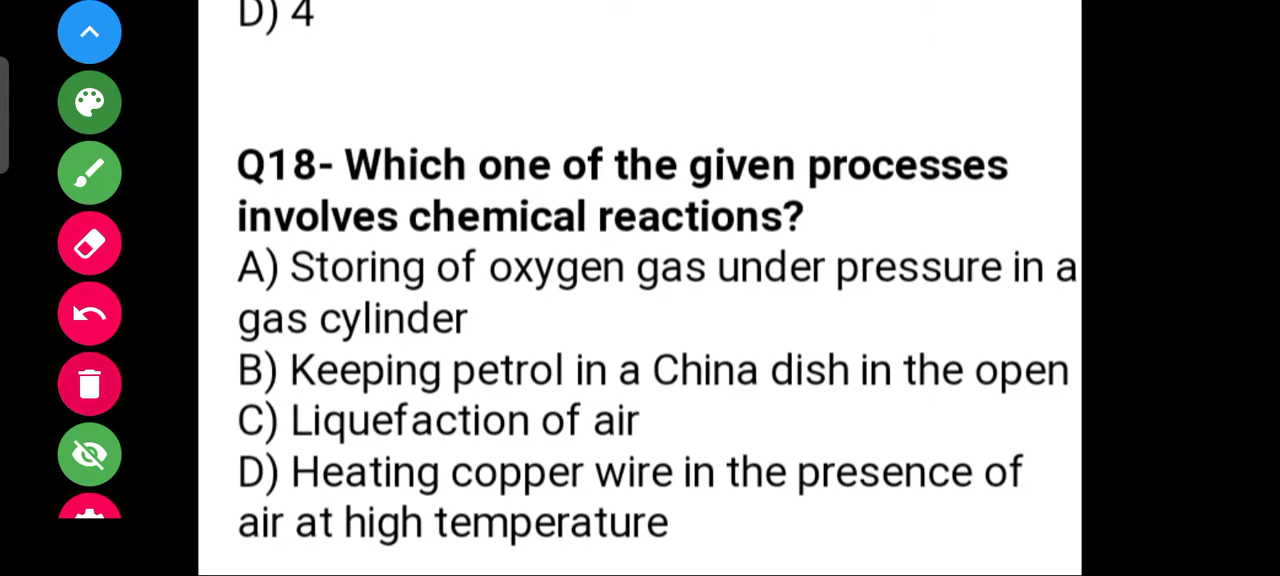 D) 4
Q18- Which one of the given processes
involves chemical reactions?
A) Storing of oxygen gas under pressure in a
gas cylinder
B) Keeping petrol in a China dish in the open
C) Liquefaction of air
D) Heating copper wire in the presence of
air at high temperature